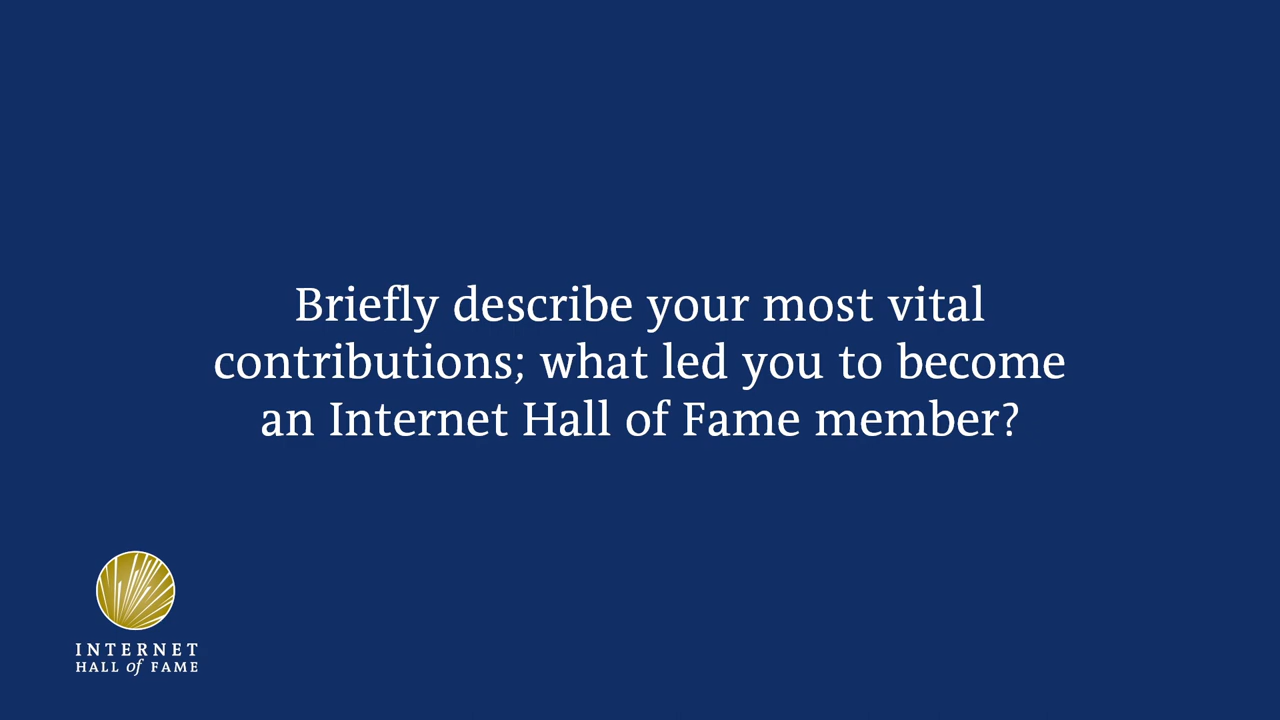 Briefly describe your most vital
contributions; what led you to become
an Internet Hall of Fame member?
INTERNET
HALL of FAME